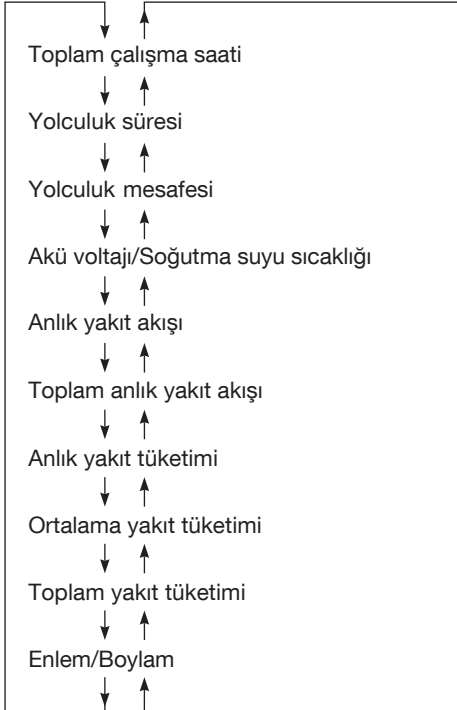 Toplam çalışma saati
Yolculuk süresi
Yolculuk mesafesi
Akü voltajı/Soğutma suyu sıcaklığı
Anlık yakıt akışı
Toplam anlık yakıt akışı
Anlık yakıt tüketimi
Ortalama yakıt tüketimi
Toplam yakıt tüketimi
Enlem/Boylam